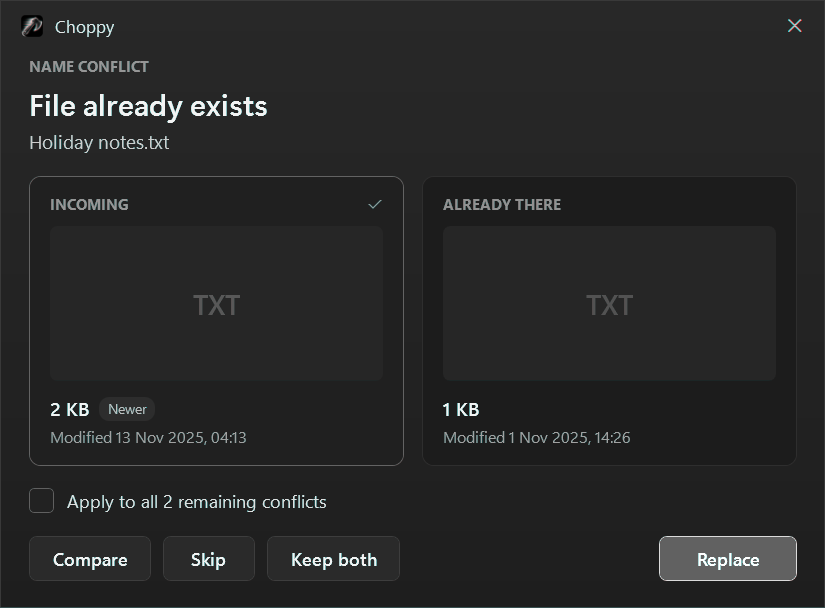 Choppy
NAME CONFLICT
File already exists
Holiday notes.txt
INCOMING
TXT
2 KB Newer
Modified 13 Nov 2025, 04:13
ALREADY THERE
TXT
1 KB
Modified 1 Nov 2025, 14:26
Apply to all 2 remaining conflicts
Compare
Skip
Keep both
Replace